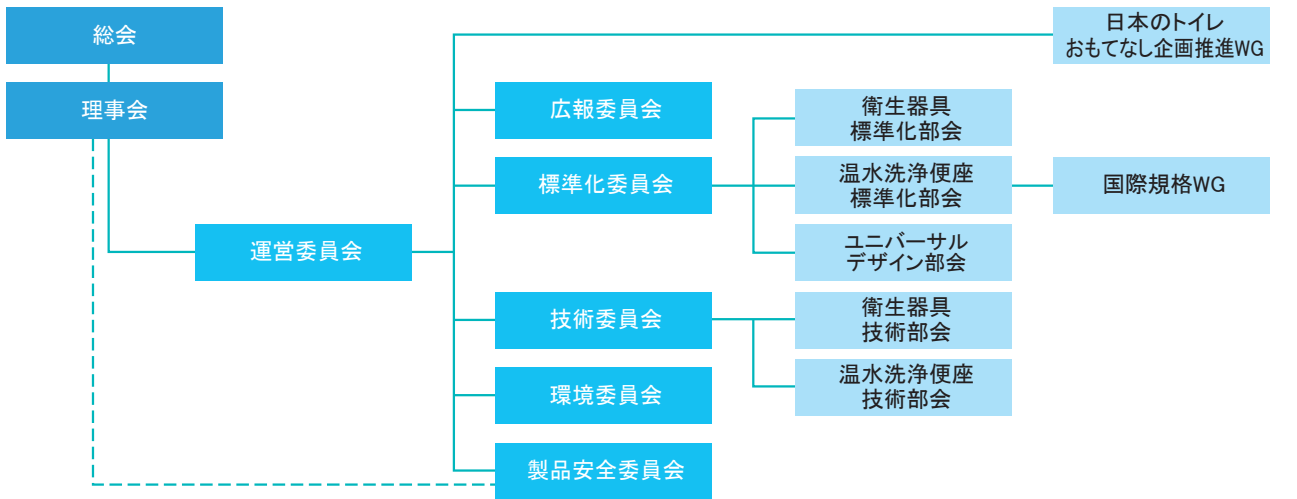 総会
理事会
運営委員会
日本のトイレ
おもてなし企画推進WG
広報委員会
標準化委員会
衛生器具
標準化部会
温水洗浄便座
標準化部会
国際規格WG
ユニバーサル
デザイン部会
技術委員会
衛生器具
技術部会
温水洗浄便座
技術部会
環境委員会
製品安全委員会